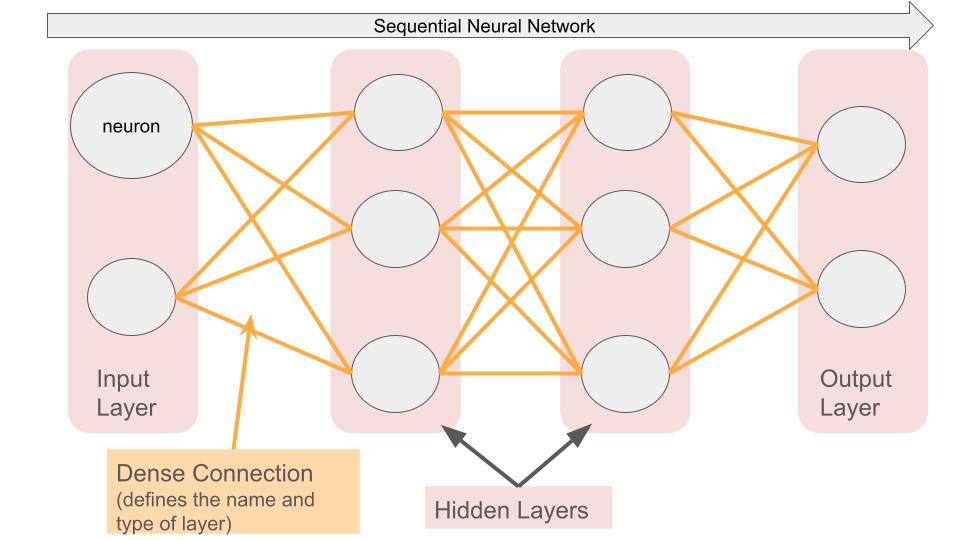 Sequential Neural Network
neuron
Input
Layer
Output
Layer
Dense Connection
(defines the name and
type of layer)
Hidden Layers